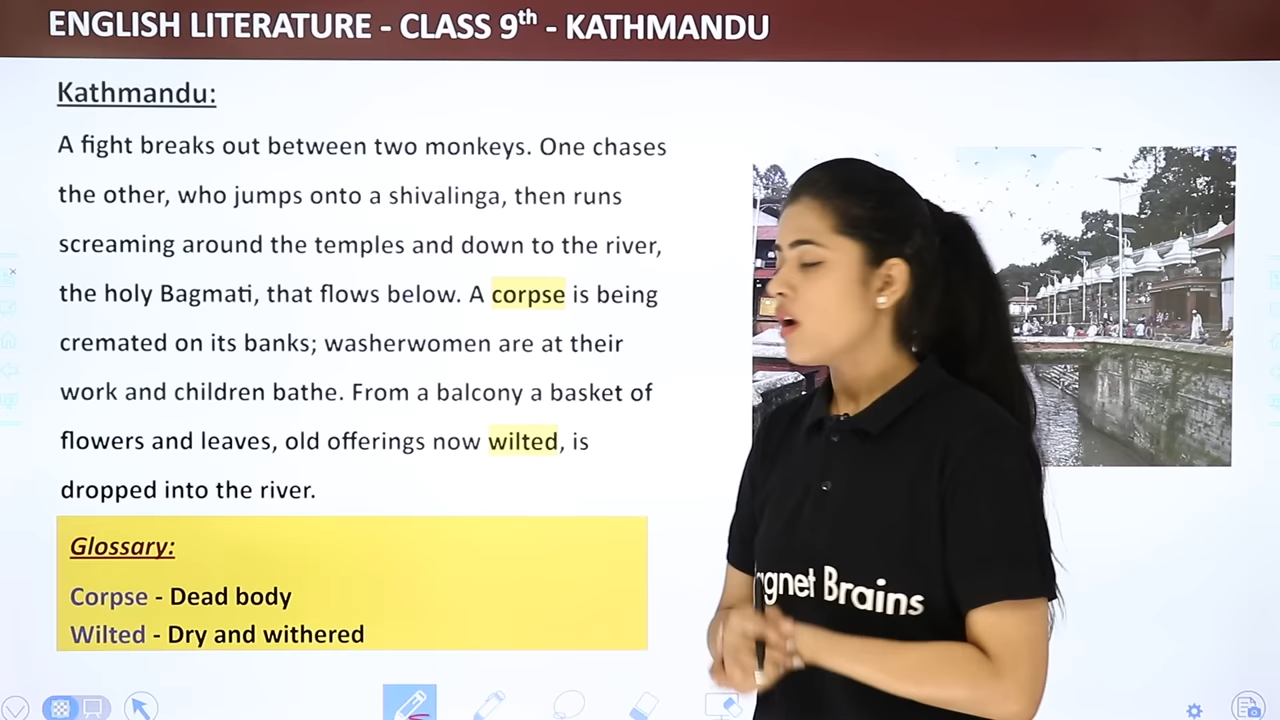 ENGLISH LITERATURE - CLASS 9th - KATHMANDU
Kathmandu:
A fight breaks out between two monkeys. One chases
the other, who jumps onto a shivalinga, then runs
screaming around the temples and down to the river,
the holy Bagmati, that flows below. A corpse is being
cremated on its banks; washerwomen are at their
work and children bathe. From a balcony a basket of
flowers and leaves, old offerings now wilted, is
dropped into the river.
Glossary:
Corpse - Dead body
Wilted - Dry and withered
gnet Brains